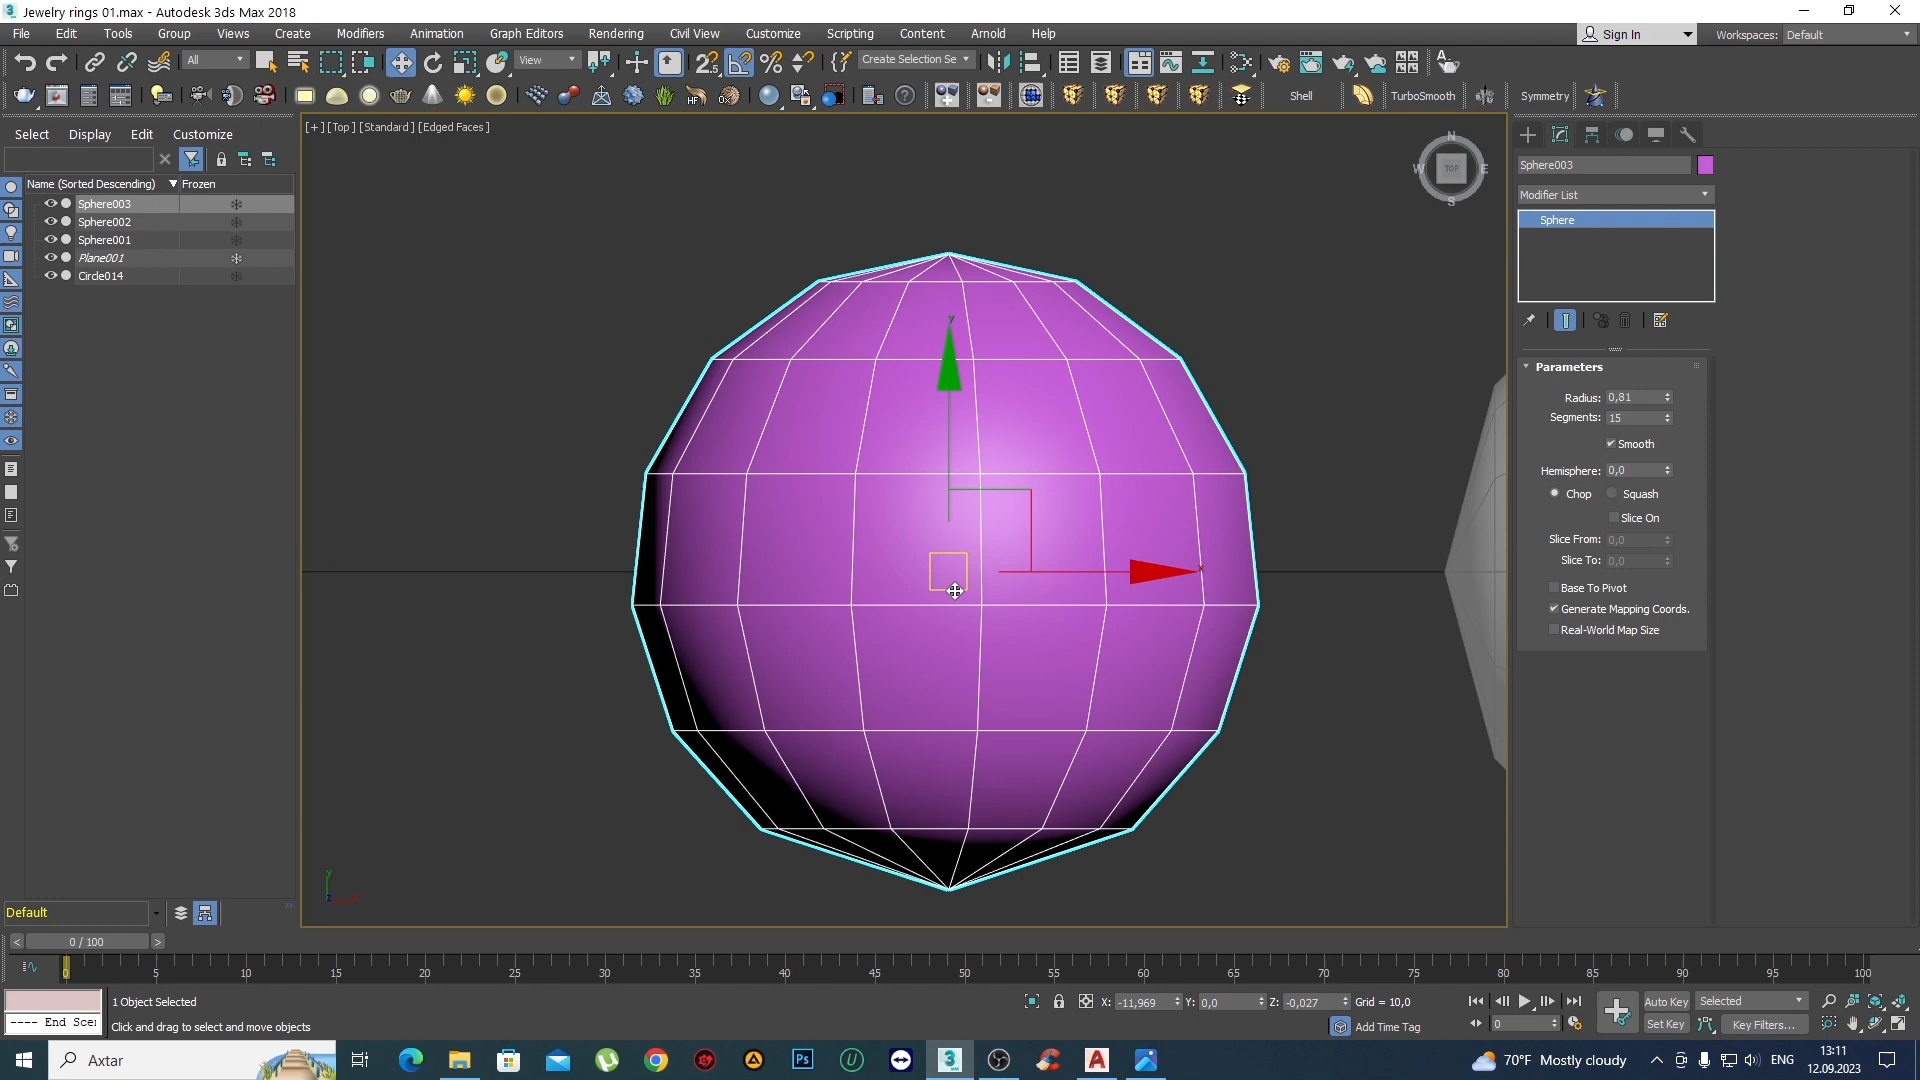 Jewelry rings 01.max - Autodesk 3ds Max 2018
File Edit Tools Group Views Create Modifiers Animation Graph Editors Rendering Civil View Customize Scripting Content Arnold Help
Sign In Workspaces: Default
All View Create Selection Se
Shell TurboSmooth Symmetry
Select Display Edit Customize
[+] [Top] [Standard] [Edged Faces]
N
W TOP E
S
Name (Sorted Descending) Frozen
Sphere003
Sphere002
Sphere001
Plane001
Circle014
Sphere003
Modifier List
Sphere
Parameters
Radius: 0,81
Segments: 15
Smooth
Hemisphere: 0,0
Chop Squash
Slice On
Slice From: 0,0
Slice To: 0,0
Base To Pivot
Generate Mapping Coords.
Real-World Map Size
y
x
y
z
Default
< 0 / 100 >
0 5 10 15 20 25 30 35 40 45 50 55 60 65 70 75 80 85 90 95 100
1 Object Selected
X: -11,969 Y: 0,0 Z: -0,027 Grid = 10,0
Auto Key Selected
---- End Sce
Click and drag to select and move objects
Add Time Tag
0
Set Key Key Filters...
Axtar
Ps
70°F Mostly cloudy
ENG
13:11
12.09.2023